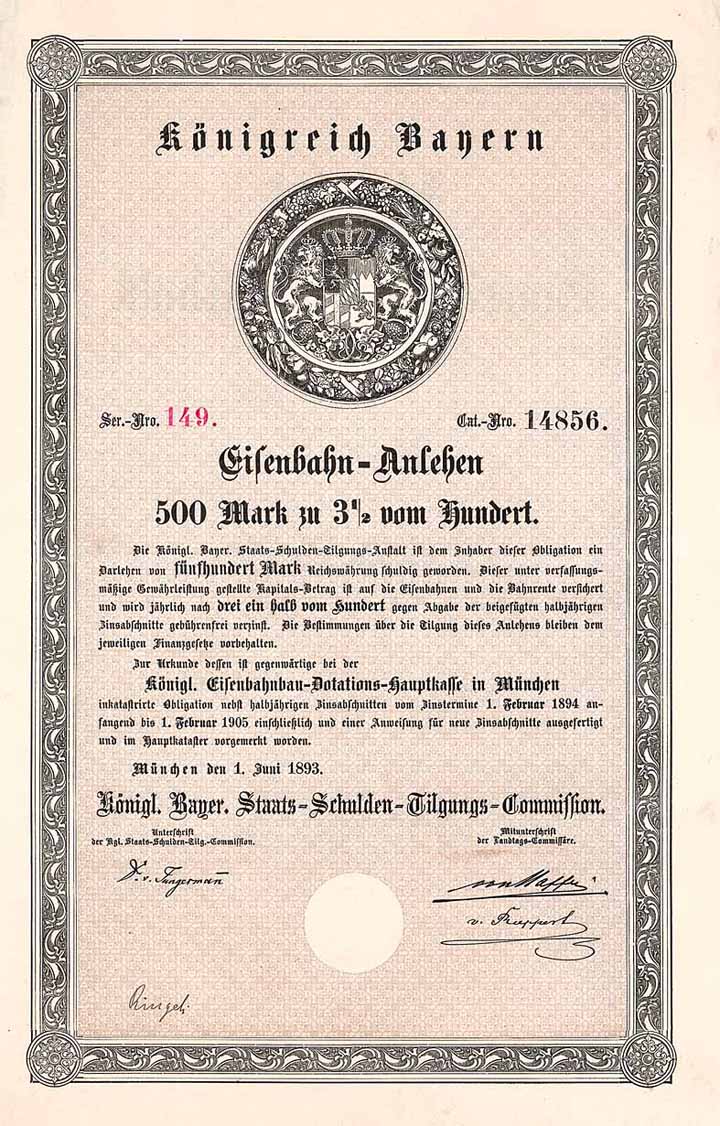 Königreich Bayern
Ser.-Nro. 149.
Cat.-Nro. 14856.
Eisenbahn-Anlehen
500 Mark zu 3½ vom Hundert.
Die Königl. Bayer. Staats-Schulden-Tilgungs-Anstalt ist dem Inhaber dieser Obligation ein
Darlehen von fünfhundert Mark Reichswährung schuldig geworden. Dieser unter verfassungs-
mäßige Gewährleistung gestellte Kapitals-Betrag ist auf die Eisenbahnen und die Bahnrente versichert
und wird jährlich nach drei ein halb vom Hundert gegen Abgabe der beigefügten halbjährigen
Zinsabschnitte gebührenfrei verzinst. Die Bestimmungen über die Tilgung dieses Anlehens bleiben dem
jeweiligen Finanzgesetze vorbehalten.
Zur Urkunde dessen ist gegenwärtige bei der
Königl. Eisenbahnbau-Dotations-Hauptkasse in München
inkatastrirte Obligation nebst halbjährigen Zinsabschnitten vom Zinstermine 1. Februar 1894 an-
fangend bis 1. Februar 1905 einschließlich und einer Anweisung für neue Zinsabschnitte ausgefertigt
und im Hauptkataster vorgemerkt worden.
München den 1. Juni 1893.
Königl. Bayer. Staats-Schulden-Tilgungs-Commission.
Unterschrift
der Kgl. Staats-Schulden-Tilg.-Commission.
Mitunterschrift
der Landtags-Commissäre.
v. Maffei